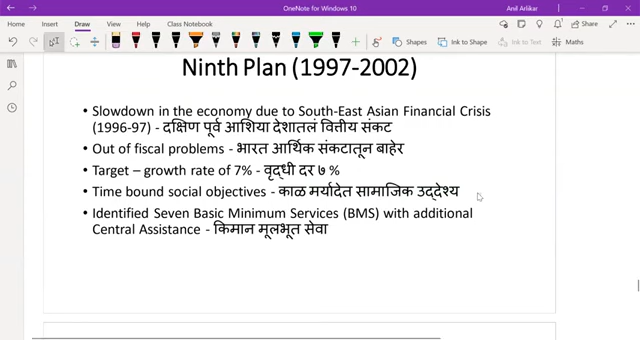 OneNote for Windows 10
Anil Arlikar
Home Insert Draw View Help Class Notebook
Share
Shapes Ink to Shape Ink to Text Maths
Ninth Plan (1997-2002)
• Slowdown in the economy due to South-East Asian Financial Crisis
(1996-97) - दक्षिण पूर्व आशिया देशातलं वित्तीय संकट
• Out of fiscal problems – भारत आर्थिक संकटातून बाहेर
• Target – growth rate of 7% - वृद्धी दर ७ %
• Time bound social objectives - काळ मर्यादेत सामाजिक उद्देश्य
• Identified Seven Basic Minimum Services (BMS) with additional
Central Assistance - किमान मूलभूत सेवा